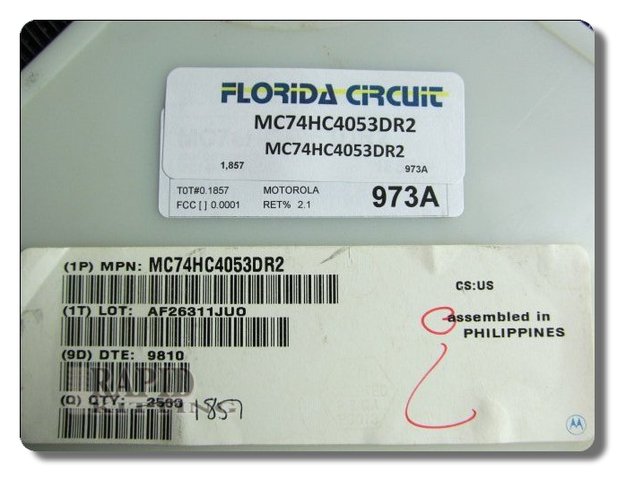 FLORIDA CIRCUIT
MC74HC4053DR2
MC74HC4053DR2
1,857 973A
T0T#0.1857 MOTOROLA 973A
FCC [ ] 0.0001 RET% 2.1
(1P) MPN: MC74HC4053DR2
CS:US
(1T) LOT: AF26311JUO
assembled in
PHILIPPINES
(9D) DTE: 9810
RAPID
(Q) QTY: 2500 1857